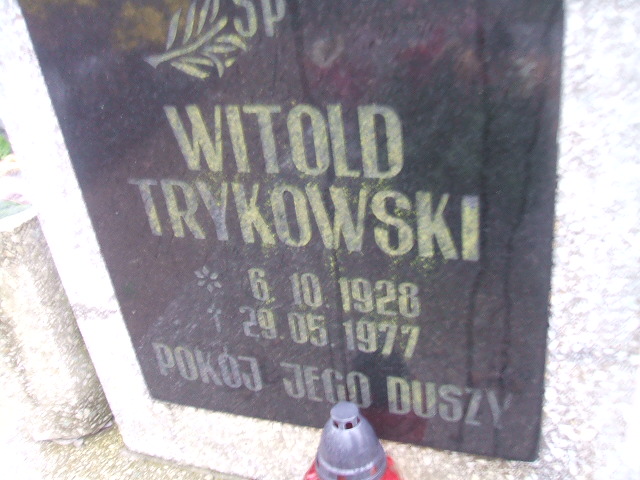 ŚP
WITOLD
TRYKOWSKI
* 6.10.1928
† 29.05.1977
POKÓJ JEGO DUSZY